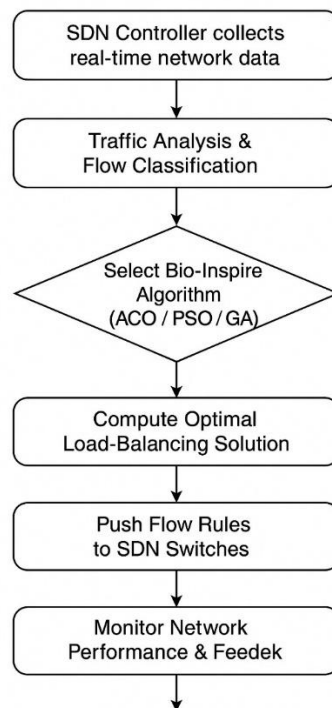 SDN Controller collects
real-time network data
Traffic Analysis &
Flow Classification
Select Bio-Inspire
Algorithm
(ACO / PSO / GA)
Compute Optimal
Load-Balancing Solution
Push Flow Rules
to SDN Switches
Monitor Network
Performance & Feedek